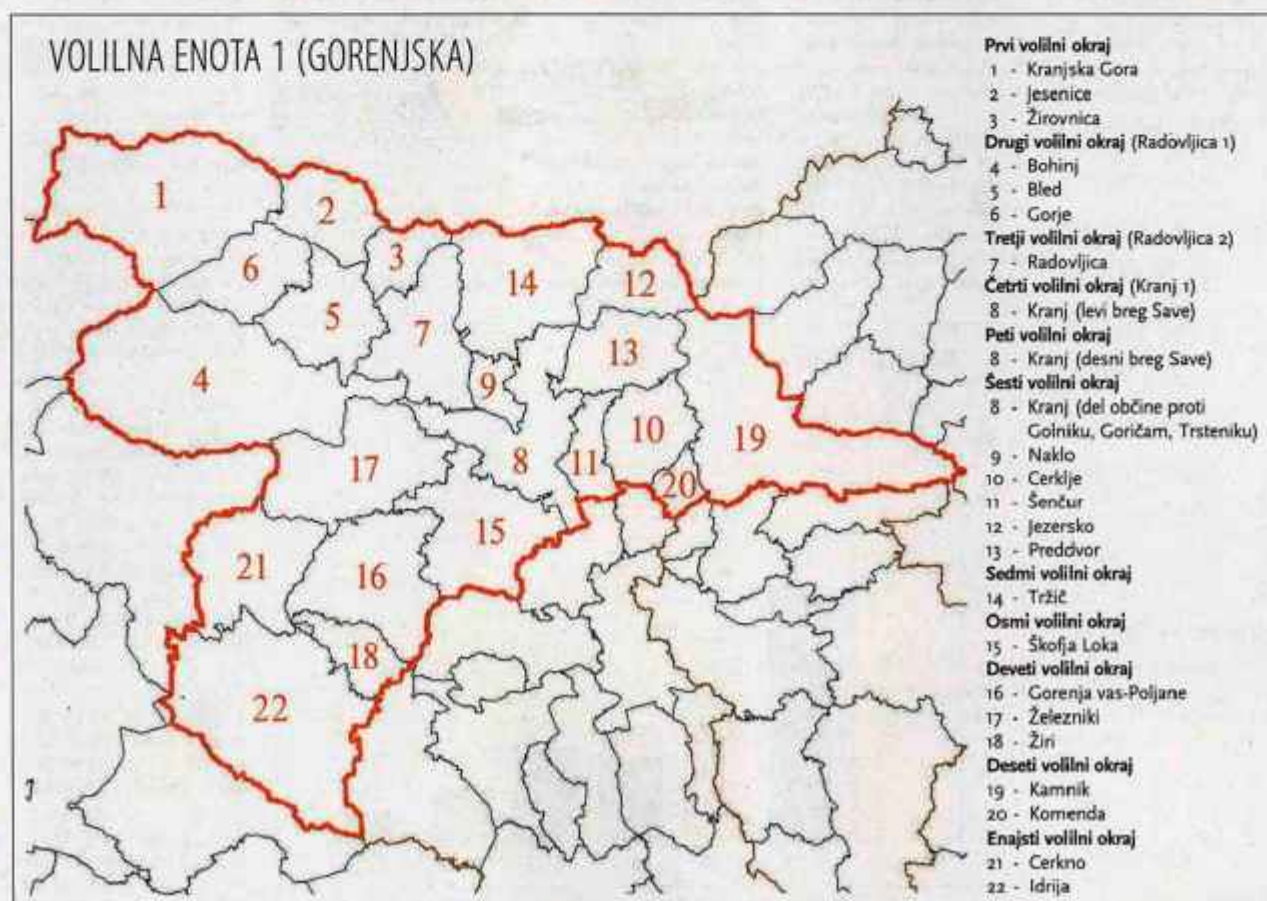 VOLILNA ENOTA 1 (GORENJSKA)
1
2
3
6
14
12
5
7
13
4
9
10
19
8
11
17
20
15
21
16
18
22
Prvi volilni okraj
1 - Kranjska Gora
2 - Jesenice
3 - Žirovnica
Drugi volilni okraj (Radovljica 1)
4 - Bohinj
5 - Bled
6 - Gorje
Tretji volilni okraj (Radovljica 2)
7 - Radovljica
Četrti volilni okraj (Kranj 1)
8 - Kranj (levi breg Save)
Peti volilni okraj
8 - Kranj (desni breg Save)
Šesti volilni okraj
8 - Kranj (del občine proti
Golniku, Goričam, Trsteniku)
9 - Naklo
10 - Cerklje
11 - Šenčur
12 - Jezersko
13 - Preddvor
Sedmi volilni okraj
14 - Tržič
Osmi volilni okraj
15 - Škofja Loka
Deveti volilni okraj
16 - Gorenja vas-Poljane
17 - Železniki
18 - Žiri
Deseti volilni okraj
19 - Kamnik
20 - Komenda
Enajsti volilni okraj
21 - Cerkno
22 - Idrija